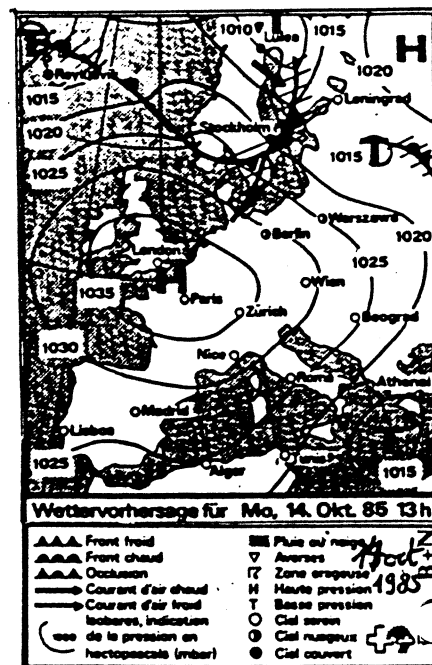 1010
Lulea
1015
H
T
Reykjavik
1020
1015
Leningrad
1020
Stockholm
1015
T
1025
Warszawa
Berlin
1020
London
H
1025
1035
Paris
Wien
Zürich
Beograd
1030
Nice
Roma
Athenai
Madrid
Lisboa
1025
Alger
Tunis
1015
Wettervorhersage für Mo, 14. Okt. 85 13 h
Front froid
Front chaud
Occlusion
Courant d'air chaud
Courant d'air froid
Isobares, indication
de la pression en
hectopascals (mbar)
Pluie ou neige
Averses
Zone orageuse
H Haute pression
T Basse pression
Ciel serein
Ciel nuageux
Ciel couvert
14 oct
1985